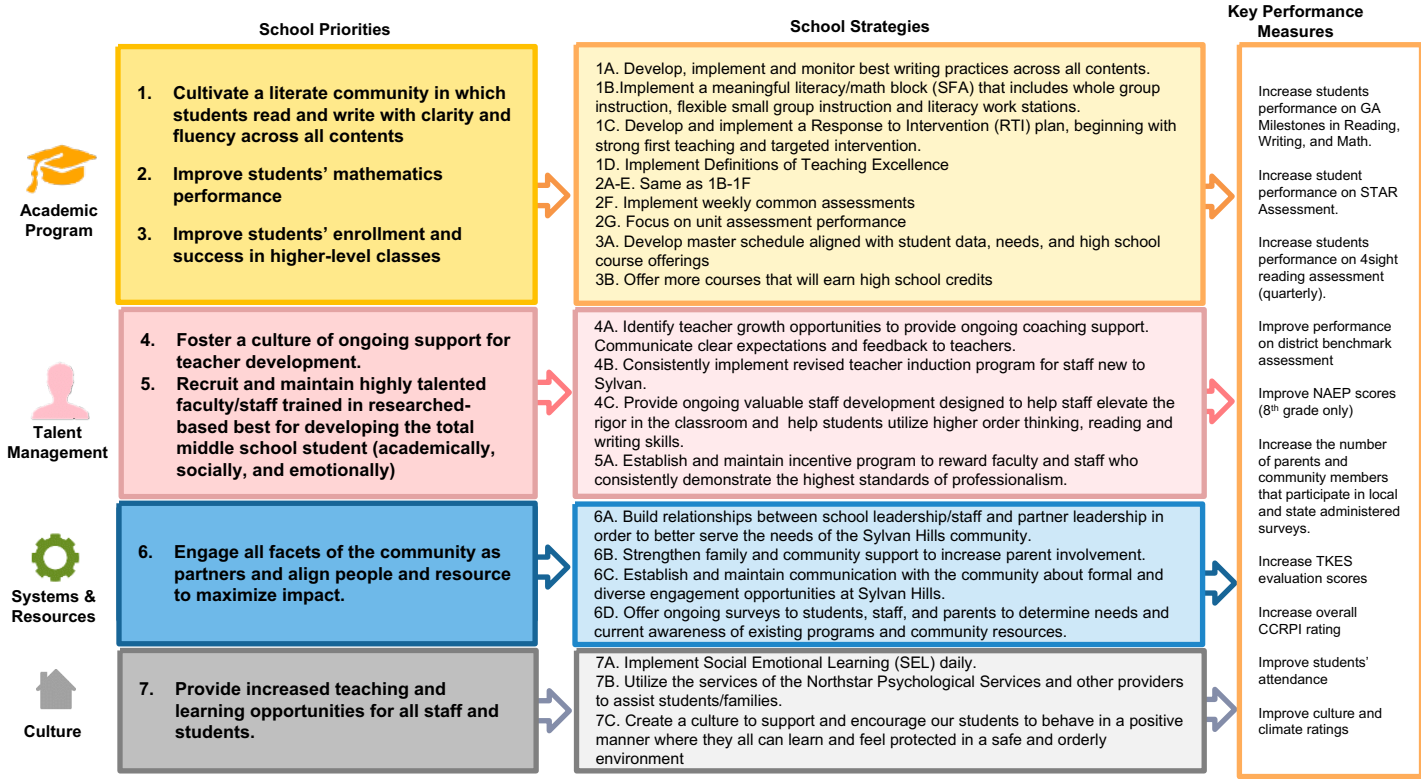 School Priorities
School Strategies
Key Performance
Measures
Academic
Program
1. Cultivate a literate community in which
students read and write with clarity and
fluency across all contents
2. Improve students' mathematics
performance
3. Improve students' enrollment and
success in higher-level classes
1A. Develop, implement and monitor best writing practices across all contents.
1B.Implement a meaningful literacy/math block (SFA) that includes whole group
instruction, flexible small group instruction and literacy work stations.
1C. Develop and implement a Response to Intervention (RTI) plan, beginning with
strong first teaching and targeted intervention.
1D. Implement Definitions of Teaching Excellence
2A-E. Same as 1B-1F
2F. Implement weekly common assessments
2G. Focus on unit assessment performance
3A. Develop master schedule aligned with student data, needs, and high school
course offerings
3B. Offer more courses that will earn high school credits
Talent
Management
4. Foster a culture of ongoing support for
teacher development.
5. Recruit and maintain highly talented
faculty/staff trained in researched-
based best for developing the total
middle school student (academically,
socially, and emotionally)
4A. Identify teacher growth opportunities to provide ongoing coaching support.
Communicate clear expectations and feedback to teachers.
4B. Consistently implement revised teacher induction program for staff new to
Sylvan.
4C. Provide ongoing valuable staff development designed to help staff elevate the
rigor in the classroom and help students utilize higher order thinking, reading and
writing skills.
5A. Establish and maintain incentive program to reward faculty and staff who
consistently demonstrate the highest standards of professionalism.
Systems &
Resources
6. Engage all facets of the community as
partners and align people and resource
to maximize impact.
6A. Build relationships between school leadership/staff and partner leadership in
order to better serve the needs of the Sylvan Hills community.
6B. Strengthen family and community support to increase parent involvement.
6C. Establish and maintain communication with the community about formal and
diverse engagement opportunities at Sylvan Hills.
6D. Offer ongoing surveys to students, staff, and parents to determine needs and
current awareness of existing programs and community resources.
Culture
7. Provide increased teaching and
learning opportunities for all staff and
students.
7A. Implement Social Emotional Learning (SEL) daily.
7B. Utilize the services of the Northstar Psychological Services and other providers
to assist students/families.
7C. Create a culture to support and encourage our students to behave in a positive
manner where they all can learn and feel protected in a safe and orderly
environment
Increase students
performance on GA
Milestones in Reading,
Writing, and Math.
Increase student
performance on STAR
Assessment.
Increase students
performance on 4sight
reading assessment
(quarterly).
Improve performance
on district benchmark
assessment
Improve NAEP scores
(8th grade only)
Increase the number
of parents and
community members
that participate in local
and state administered
surveys.
Increase TKES
evaluation scores
Increase overall
CCRPI rating
Improve students'
attendance
Improve culture and
climate ratings